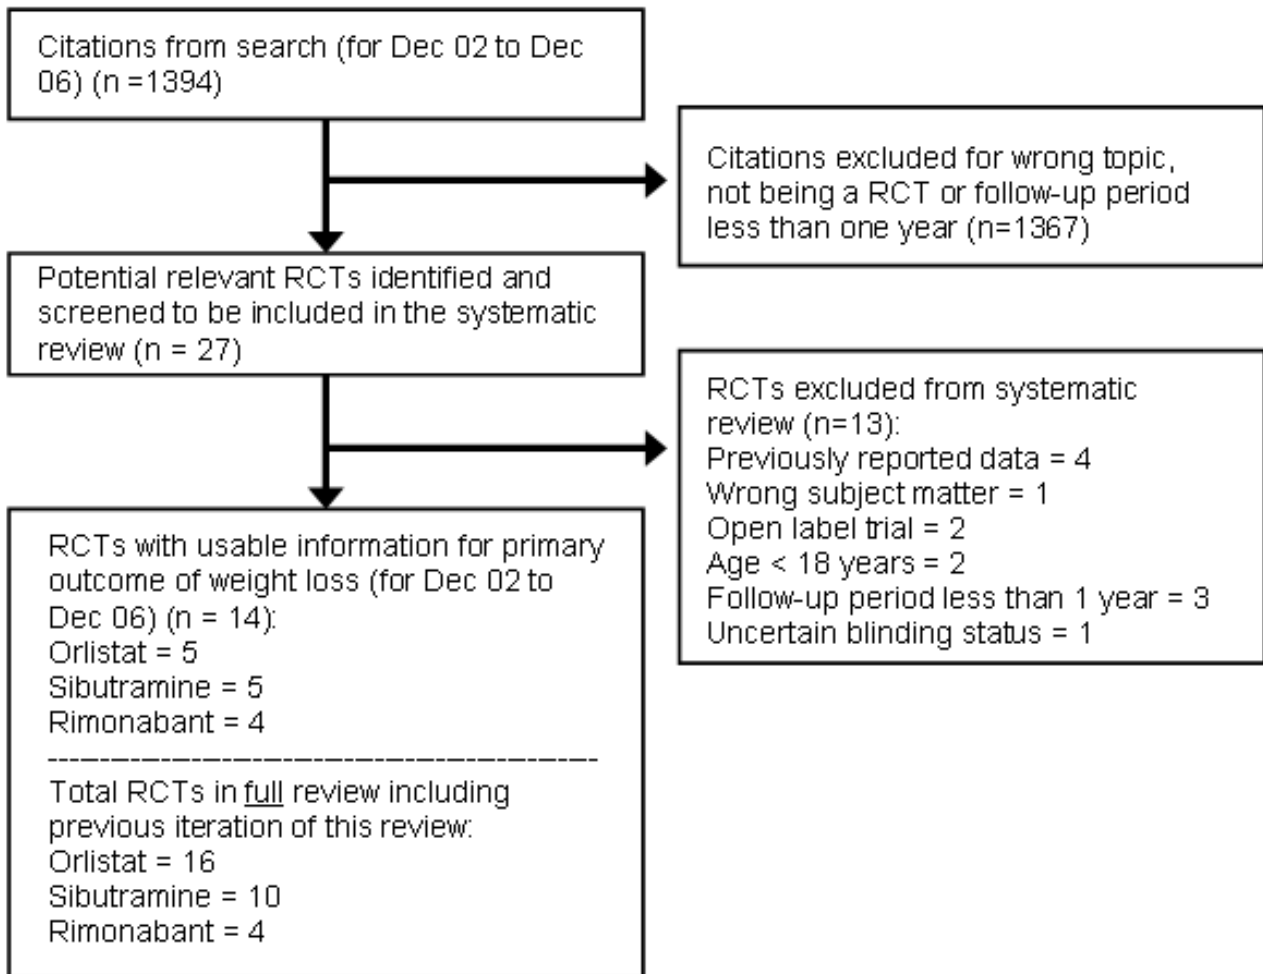 Citations from search (for Dec 02 to Dec
06) (n =1394)
Citations excluded for wrong topic,
not being a RCT or follow-up period
less than one year (n=1367)
Potential relevant RCTs identified and
screened to be included in the systematic
review (n = 27)
RCTs excluded from systematic
review (n=13):
Previously reported data = 4
Wrong subject matter = 1
Open label trial = 2
Age < 18 years = 2
Follow-up period less than 1 year = 3
Uncertain blinding status = 1
RCTs with usable information for primary
outcome of weight loss (for Dec 02 to
Dec 06) (n = 14):
Orlistat = 5
Sibutramine = 5
Rimonabant = 4
Total RCTs in full review including
previous iteration of this review:
Orlistat = 16
Sibutramine = 10
Rimonabant = 4